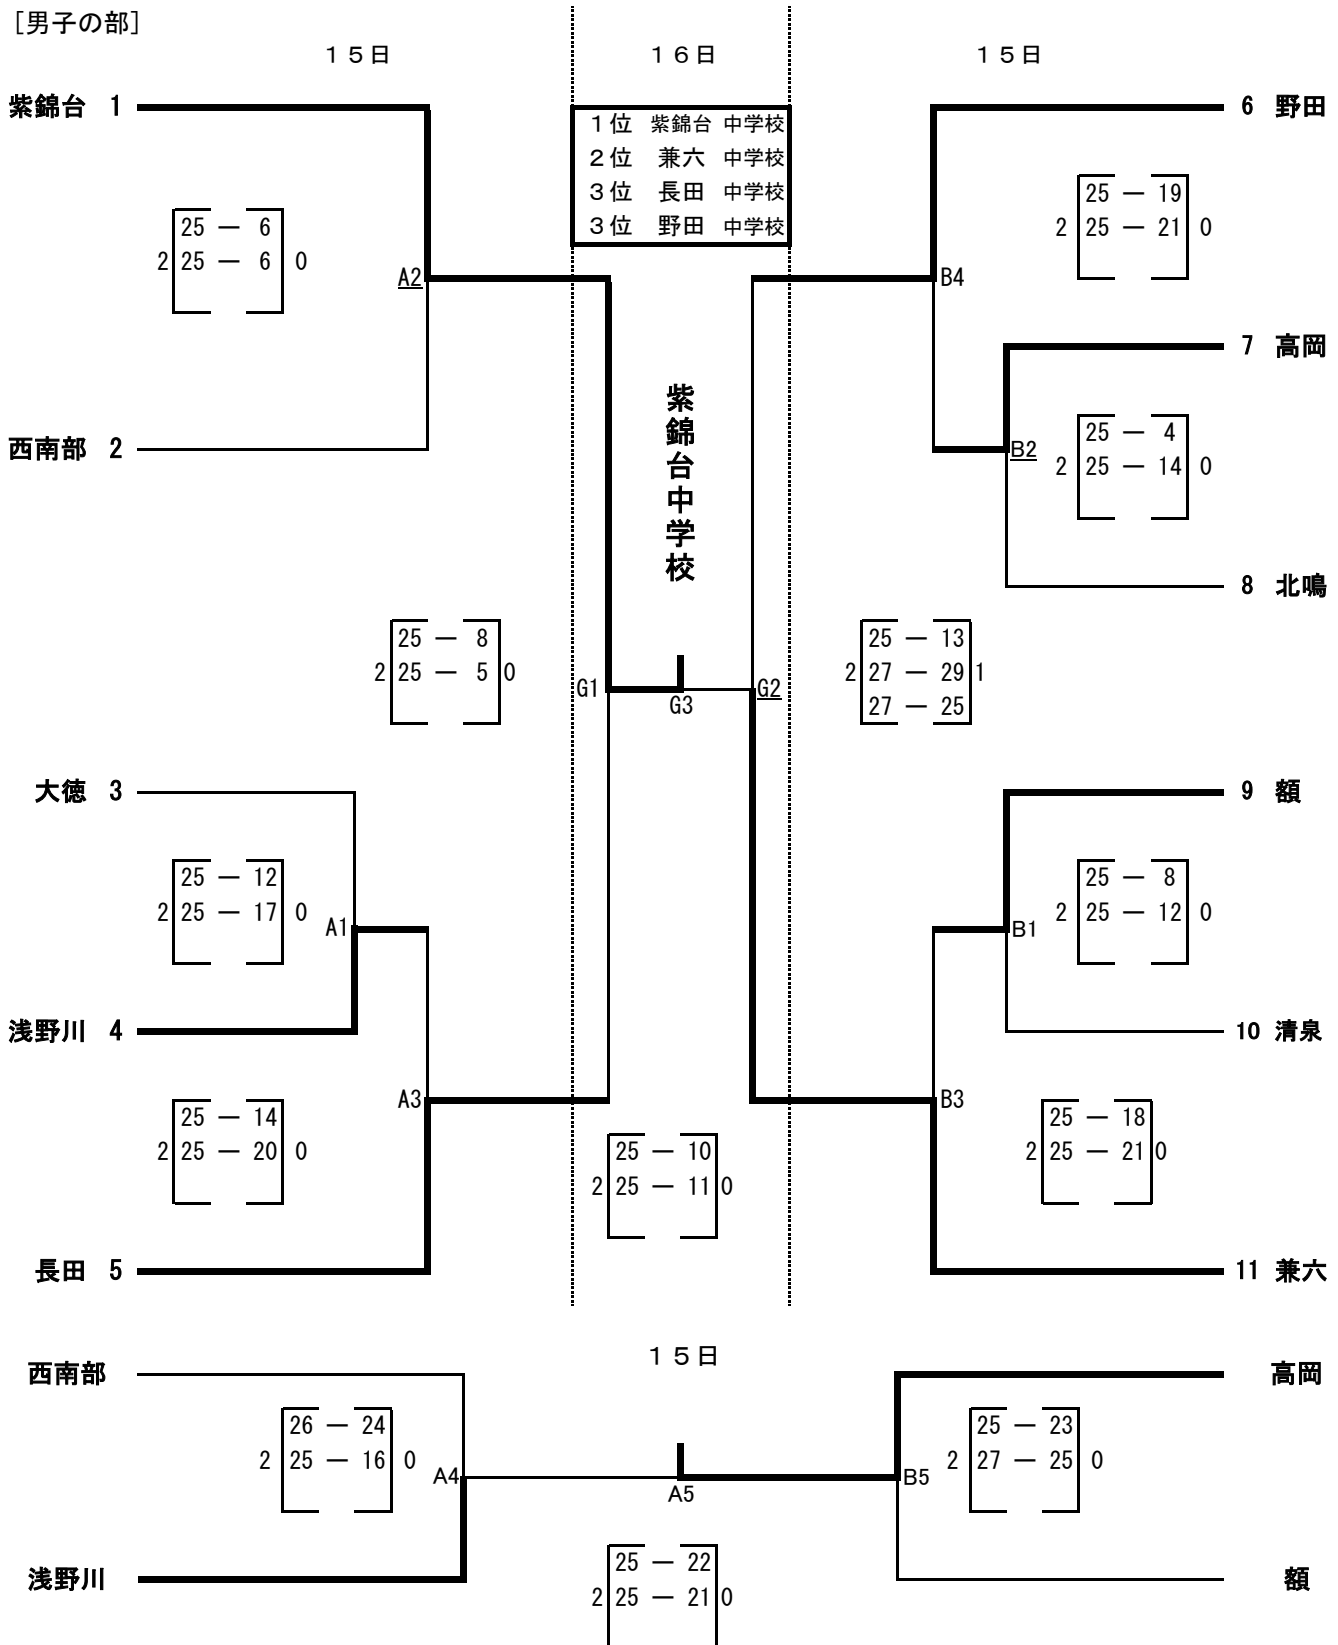 ［男子の部］
１５日 １６日 １５日
紫錦台 1
6 野田
1位 紫錦台 中学校
2位 兼六 中学校
3位 長田 中学校
3位 野田 中学校
25 ― 19
2 25 ― 21 0
25 ― 6
2 25 ― 6 0
A2
B4
7 高岡
紫錦台中学校
25 ― 4
2 25 ― 14 0
西南部 2
B2
8 北鳴
25 ― 8
2 25 ― 5 0
25 ― 13
2 27 ― 29 1
27 ― 25
G1
G3
G2
大徳 3
9 額
25 ― 12
2 25 ― 17 0
A1
25 ― 8
2 25 ― 12 0
B1
浅野川 4
10 清泉
A3
B3
25 ― 14
2 25 ― 20 0
25 ― 10
2 25 ― 11 0
25 ― 18
2 25 ― 21 0
長田 5
11 兼六
１５日
西南部
高岡
26 ― 24
2 25 ― 16 0
A4
A5
B5
25 ― 23
2 27 ― 25 0
浅野川
額
25 ― 22
2 25 ― 21 0